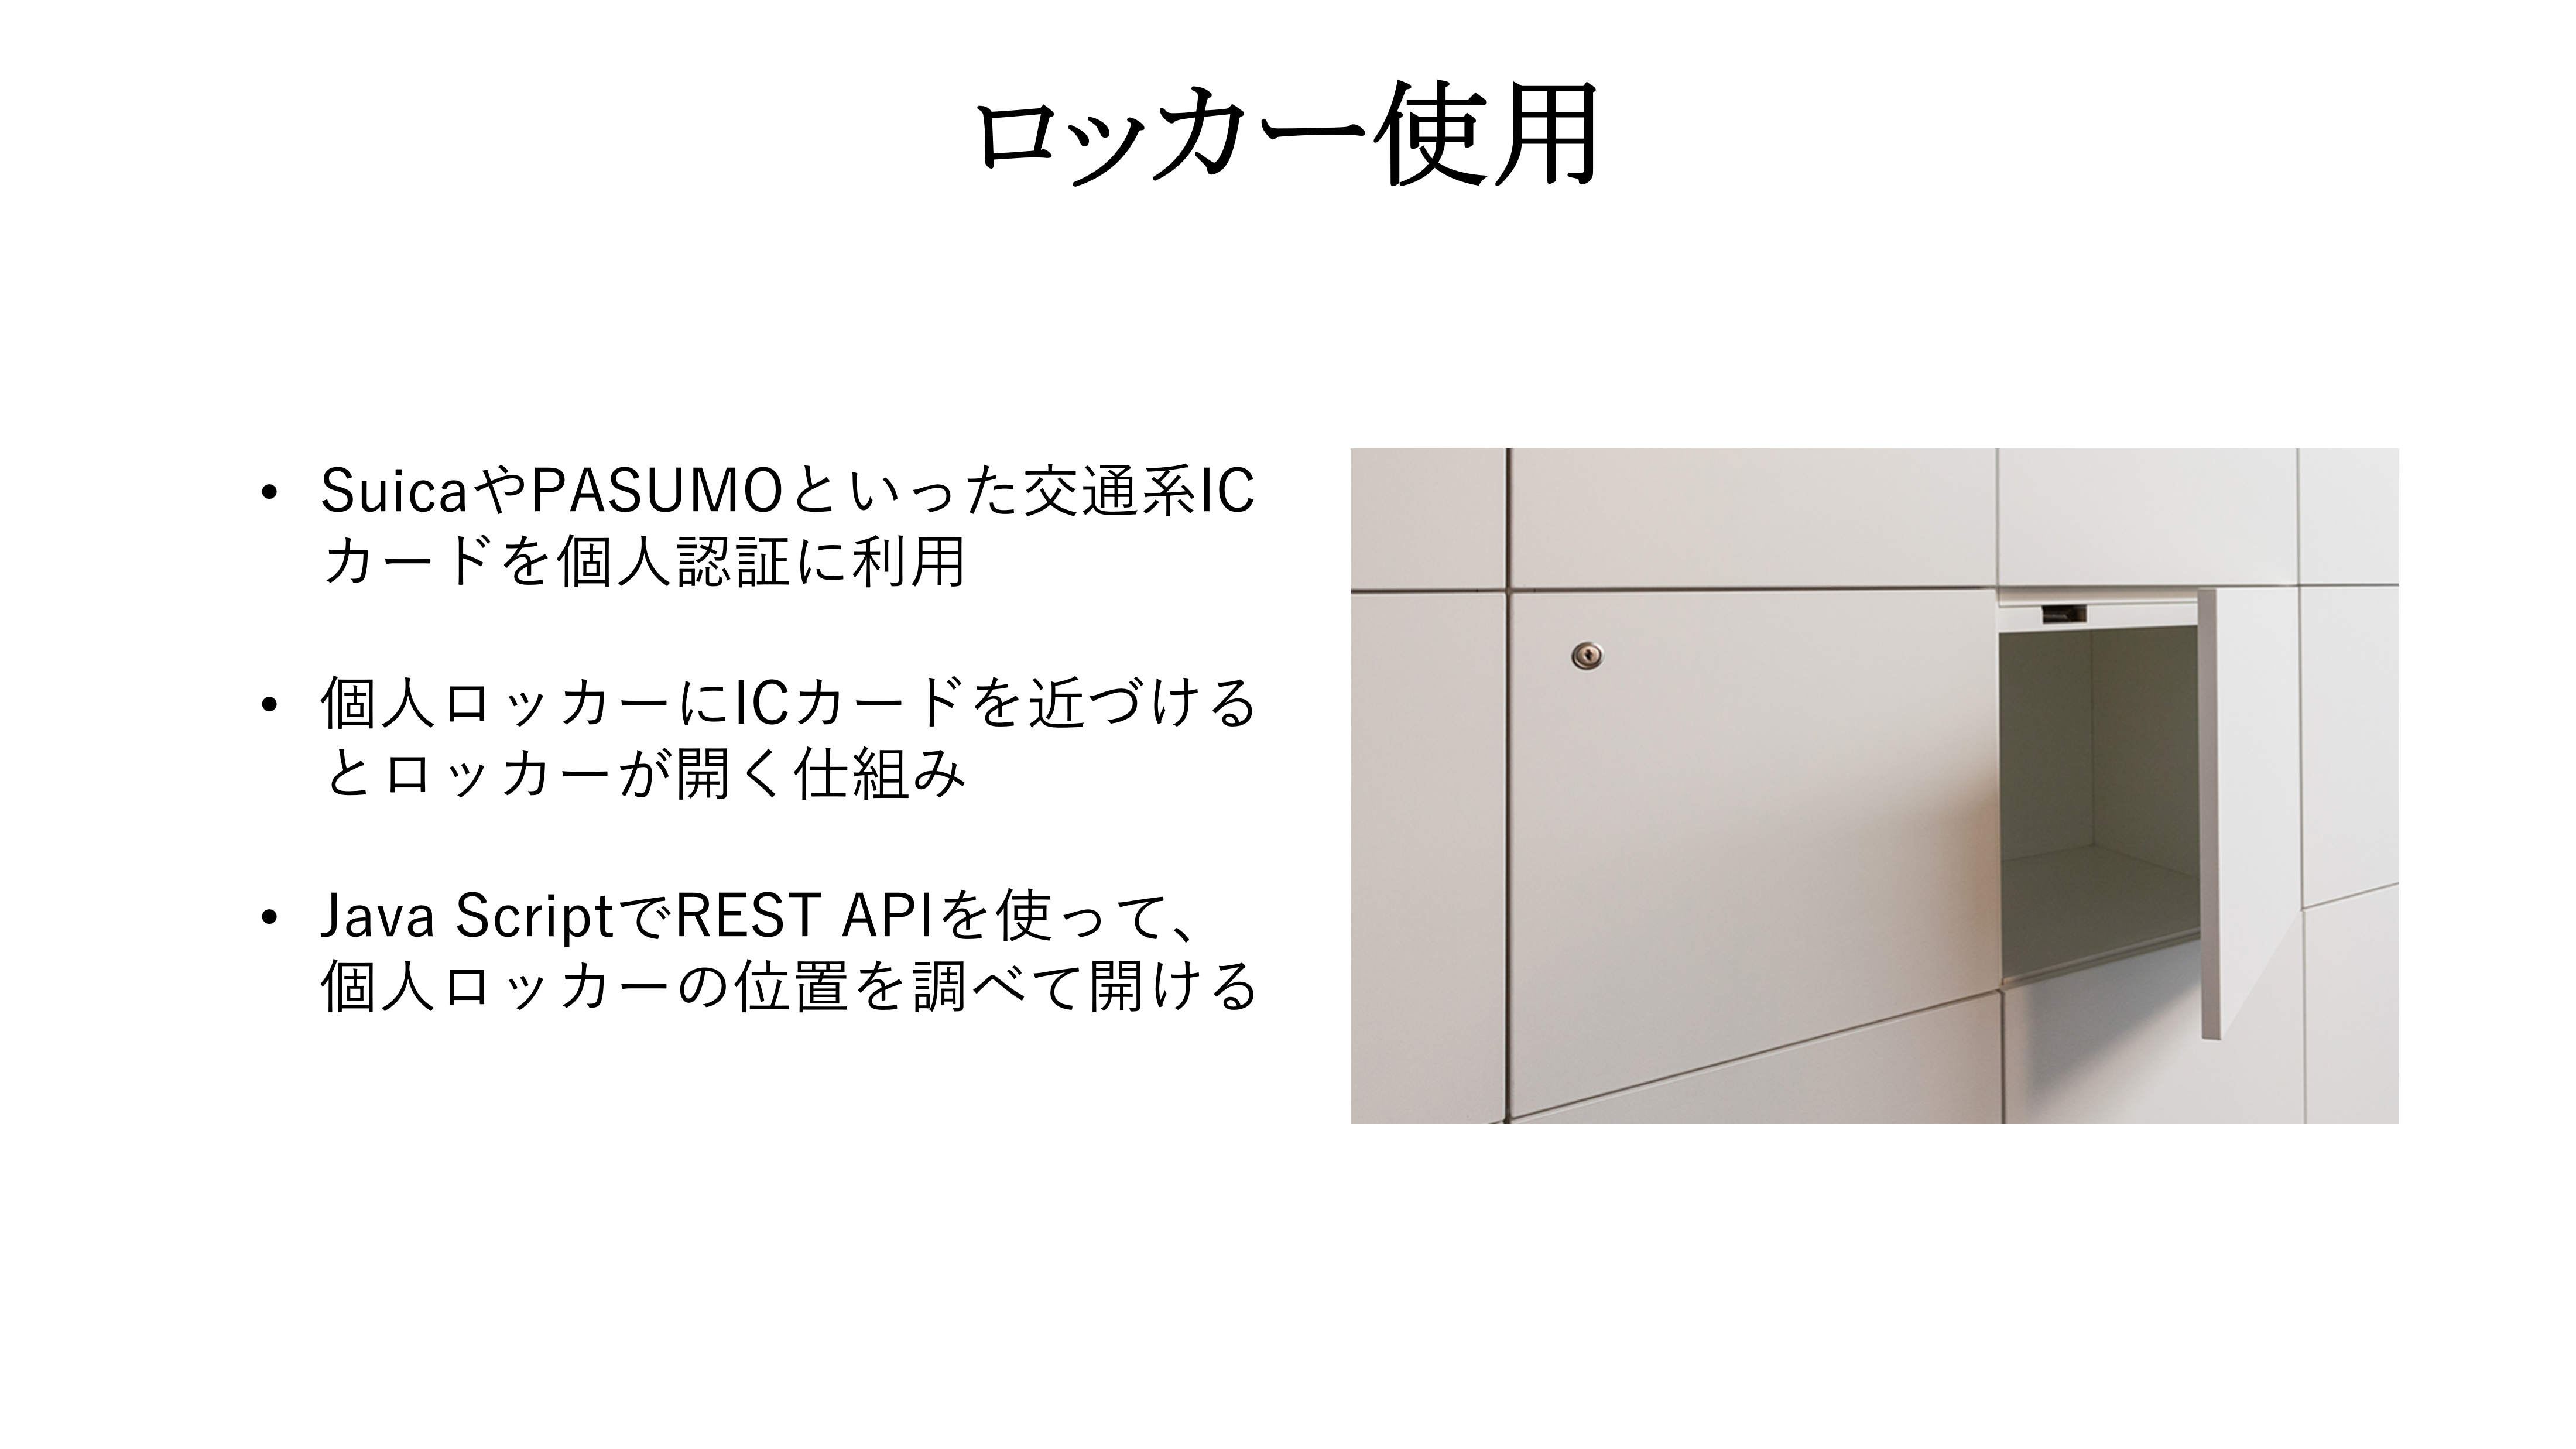 ロッカー使用
• SuicaやPASUMOといった交通系IC
カードを個人認証に利用
• 個人ロッカーにICカードを近づける
とロッカーが開く仕組み
• Java ScriptでREST APIを使って、
個人ロッカーの位置を調べて開ける